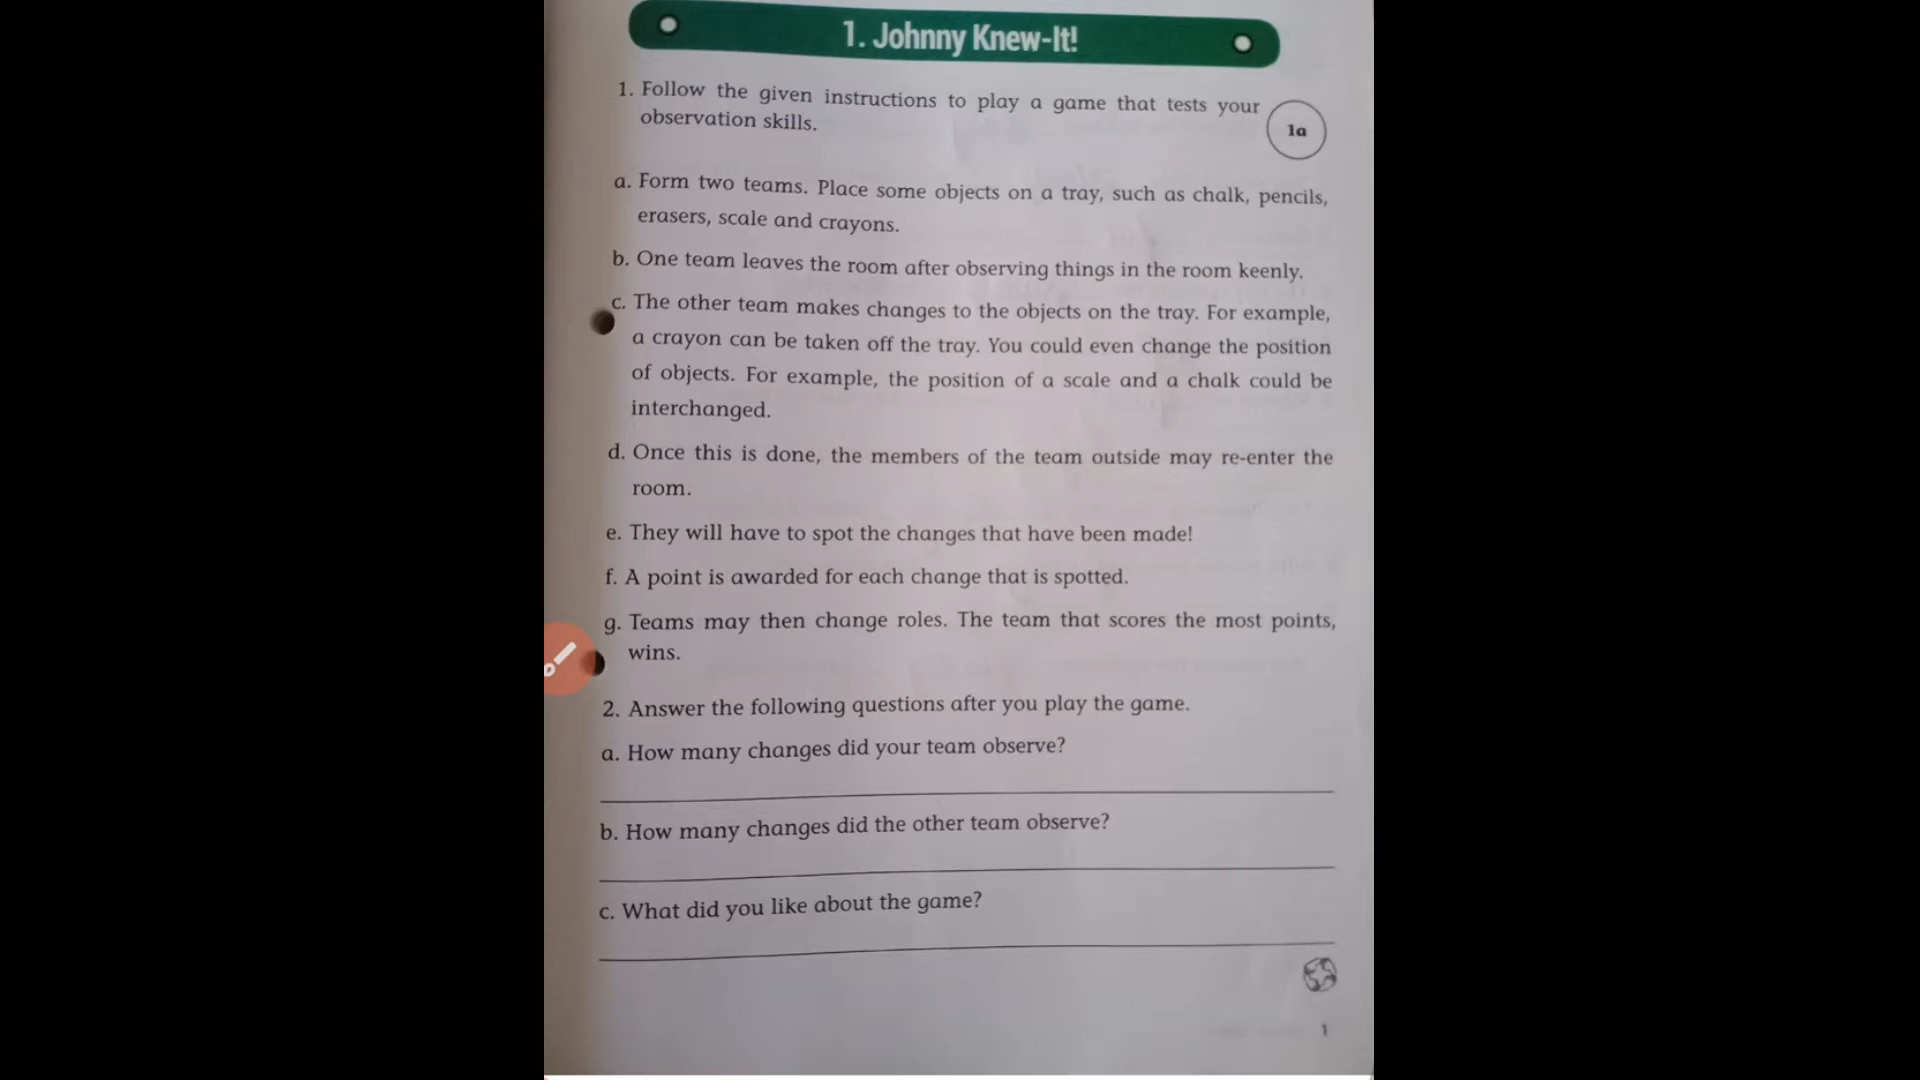 1. Johnny Knew-It!
1. Follow the given instructions to play a game that tests your
observation skills.
1a
a. Form two teams. Place some objects on a tray, such as chalk, pencils,
erasers, scale and crayons.
b. One team leaves the room after observing things in the room keenly.
c. The other team makes changes to the objects on the tray. For example,
a crayon can be taken off the tray. You could even change the position
of objects. For example, the position of a scale and a chalk could be
interchanged.
d. Once this is done, the members of the team outside may re-enter the
room.
e. They will have to spot the changes that have been made!
f. A point is awarded for each change that is spotted.
g. Teams may then change roles. The team that scores the most points,
wins.
2. Answer the following questions after you play the game.
a. How many changes did your team observe?
b. How many changes did the other team observe?
c. What did you like about the game?
1